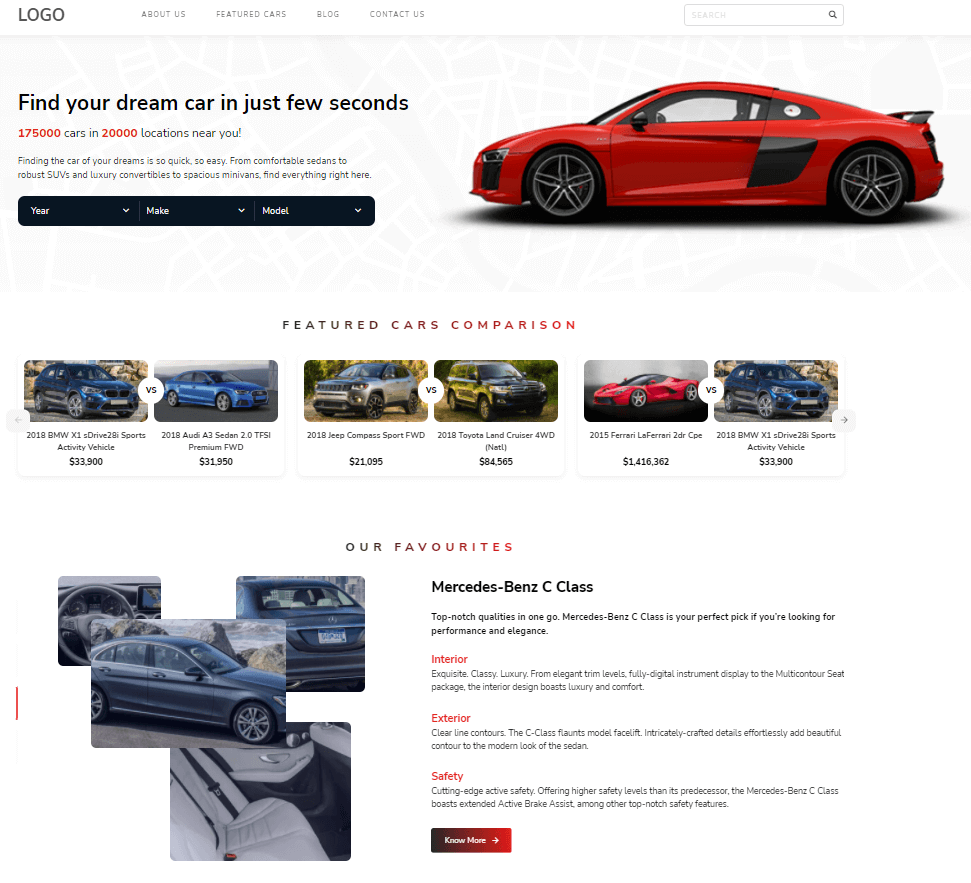 LOGO
ABOUT US
FEATURED CARS
BLOG
CONTACT US
SEARCH
Find your dream car in just few seconds
175000 cars in 20000 locations near you!
Finding the car of your dreams is so quick, so easy. From comfortable sedans to
robust SUVs and luxury convertibles to spacious minivans, find everything right here.
Year
Make
Model
FEATURED CARS COMPARISON
VS
2018 BMW X1 sDrive28i Sports
Activity Vehicle
$33,900
2018 Audi A3 Sedan 2.0 TFSI
Premium FWD
$31,950
VS
2018 Jeep Compass Sport FWD
$21,095
2018 Toyota Land Cruiser 4WD
(Natl)
$84,565
VS
2015 Ferrari LaFerrari 2dr Cpe
$1,416,362
2018 BMW X1 sDrive28i Sports
Activity Vehicle
$33,900
OUR FAVOURITES
Mercedes-Benz C Class
Top-notch qualities in one go. Mercedes-Benz C Class is your perfect pick if you're looking for
performance and elegance.
Interior
Exquisite. Classy. Luxury. From elegant trim levels, fully-digital instrument display to the Multicontour Seat
package, the interior design boasts luxury and comfort.
Exterior
Clear line contours. The C-Class flaunts model facelift. Intricately-crafted details effortlessly add beautiful
contour to the modern look of the sedan.
Safety
Cutting-edge active safety. Offering higher safety levels than its predecessor, the Mercedes-Benz C Class
boasts extended Active Brake Assist, among other top-notch safety features.
Know More